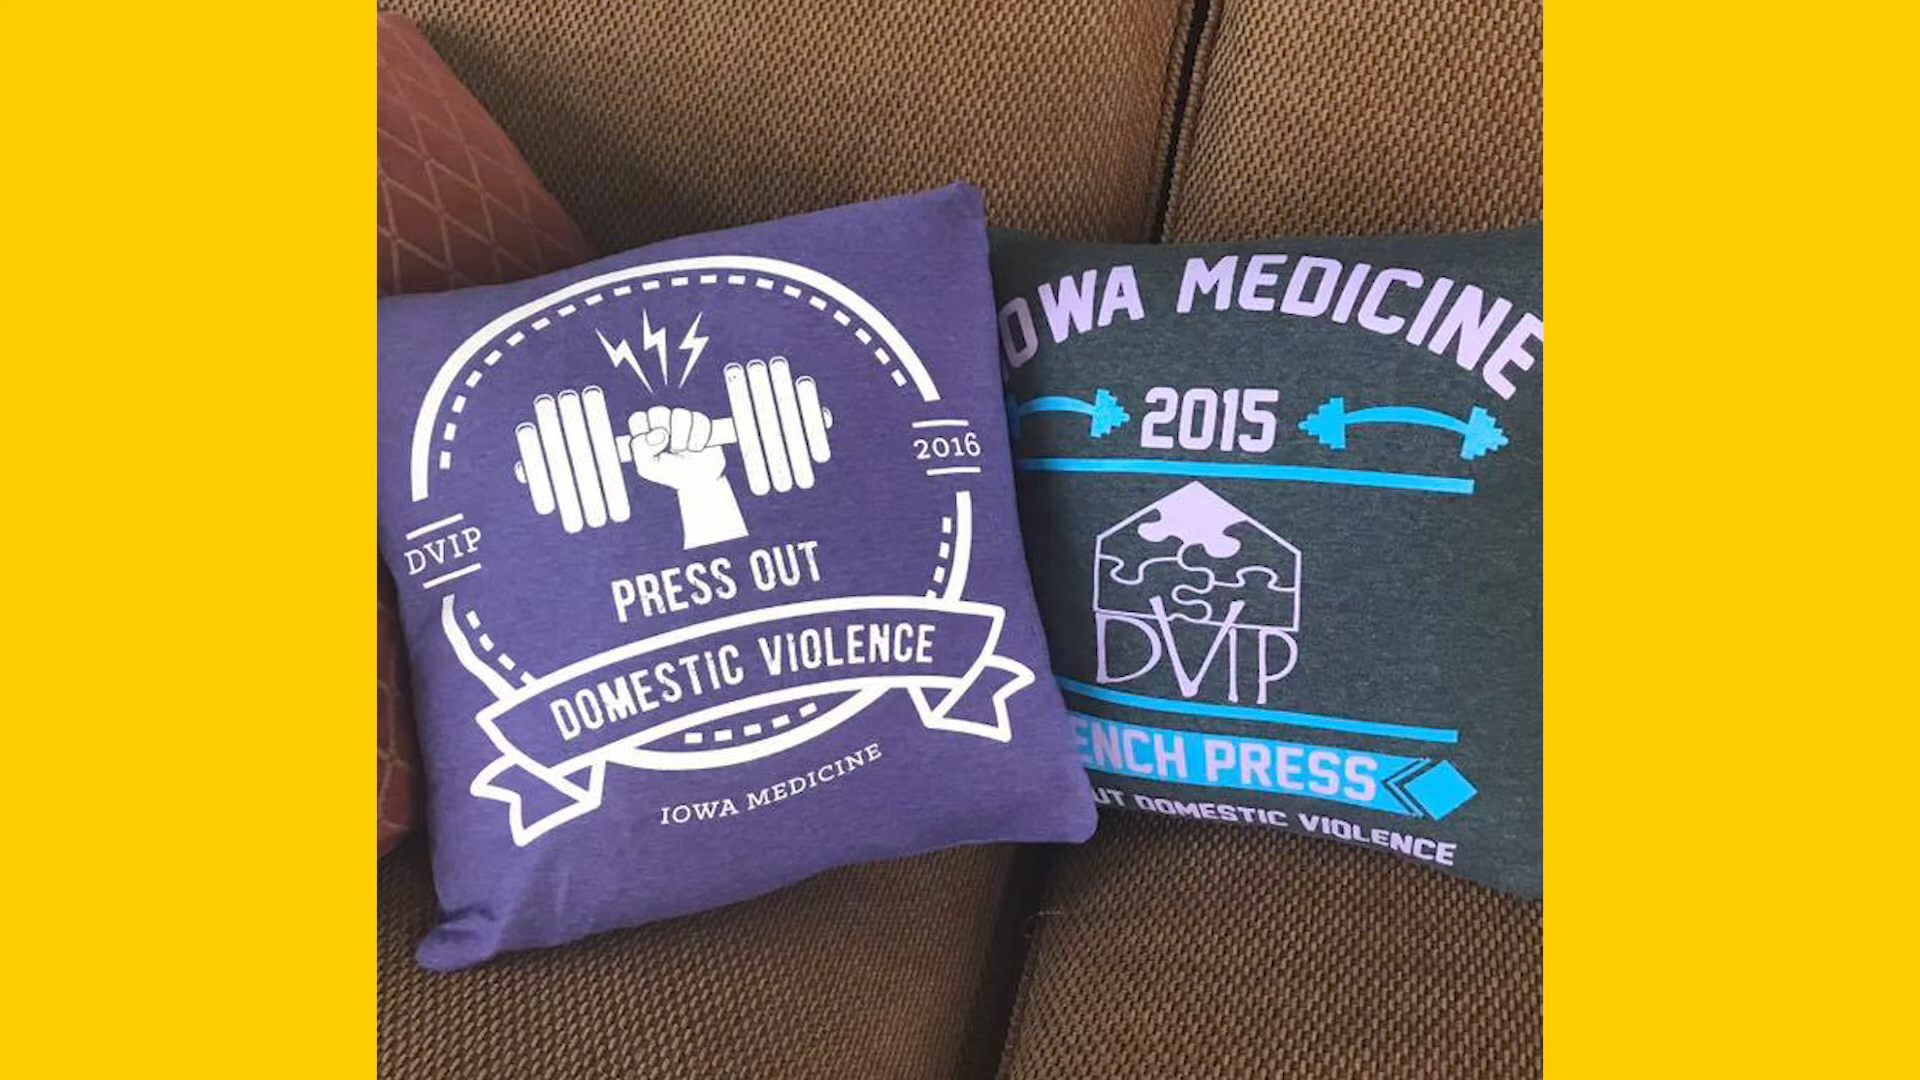 DVIP
2016
PRESS OUT
DOMESTIC VIOLENCE
IOWA MEDICINE
OWA MEDICINE
2015
DVIP
ENCH PRESS
UT DOMESTIC VIOLENCE